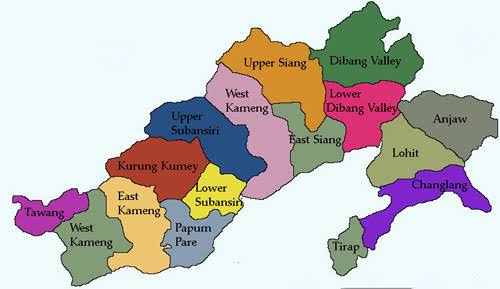 Upper Siang
Dibang Valley
West
Kameng
Lower
Dibang Valley
Anjaw
Upper
Subansiri
East Siang
Lohit
Kurung Kumey
Changlang
Lower
Subansiri
Tawang
East
Kameng
West
Kameng
Papum
Pare
Tirap